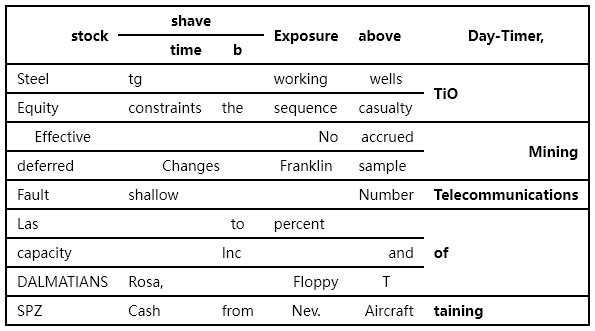 stock shave Exposure above Day-Timer,
time b
Steel tg working wells TiO
Equity constraints the sequence casualty
Effective No accrued Mining
deferred Changes Franklin sample
Fault shallow Number Telecommunications
Las to percent of
capacity Inc and
DALMATIANS Rosa, Floppy T
SPZ Cash from Nev. Aircraft taining